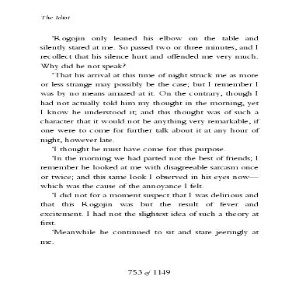 The Idiot
"Rogojin only leaned his elbow on the table and
silently stared at me. So passed two or three minutes, and I
recollect that his silence hurt and offended me very much.
Why did he not speak?
"That his arrival at this time of night struck me as more
or less strange may possibly be the case; but I remember I
was by no means amazed at it. On the contrary, though I
had not actually told him my thought in the morning, yet
I know he understood it; and this thought was of such a
character that it would not be anything very remarkable, if
one were to come for further talk about it at any hour of
night, however late.
"I thought he must have come for this purpose.
"In the morning we had parted not the best of friends; I
remember he looked at me with disagreeable sarcasm once
or twice; and this same look I observed in his eyes now—
which was the cause of the annoyance I felt.
"I did not for a moment suspect that I was delirious and
that this Rogojin was but the result of fever and
excitement. I had not the slightest idea of such a theory at
first.
"Meanwhile he continued to sit and stare jeeringly at
me.
753 of 1149